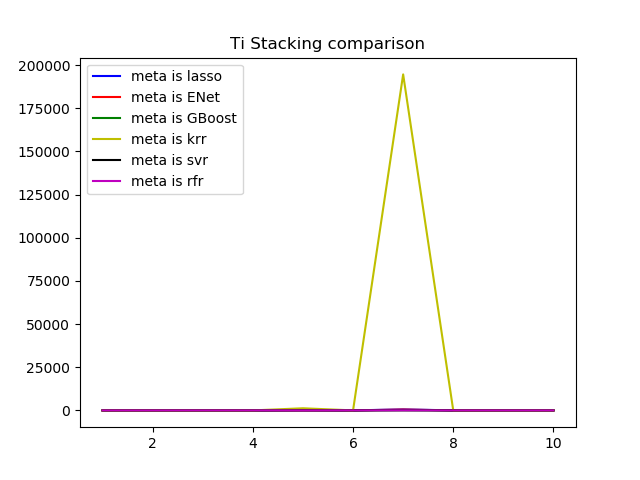 Ti Stacking comparison
200000
175000
150000
125000
100000
75000
50000
25000
0
meta is lasso
meta is ENet
meta is GBoost
meta is krr
meta is svr
meta is rfr
2 4 6 8 10